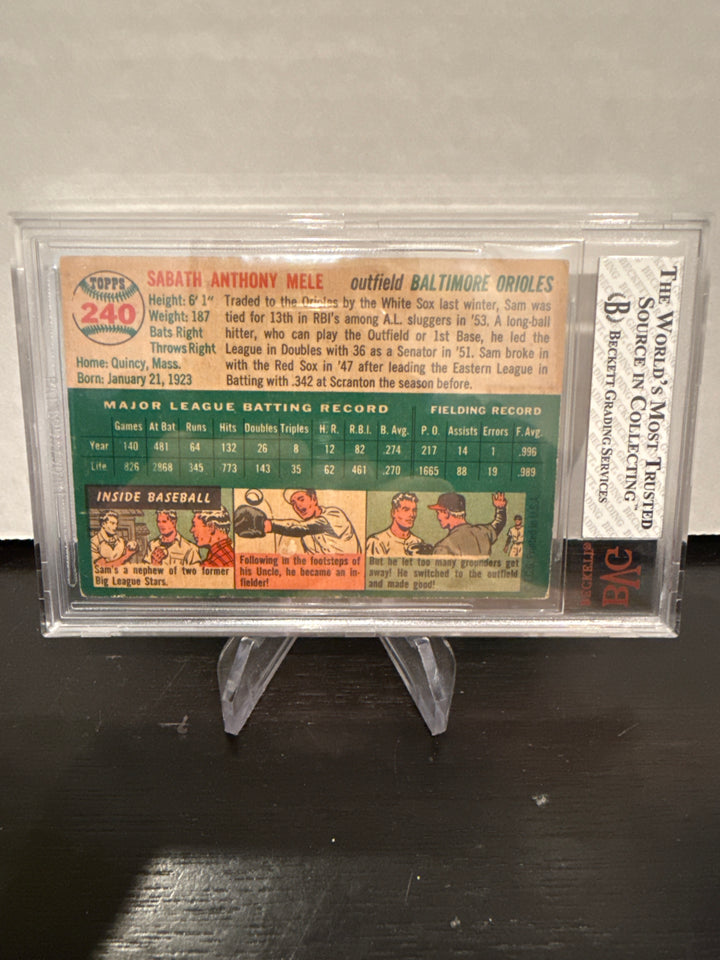 TOPPS
240
SABATH ANTHONY MELE outfield BALTIMORE ORIOLES
Height: 6' 1"
Weight: 187
Bats Right
Throws Right
Home: Quincy, Mass.
Born: January 21, 1923
Traded to the Orioles by the White Sox last winter, Sam was
tied for 13th in RBI's among A.L. sluggers in '53. A long-ball
hitter, who can play the Outfield or 1st Base, he led the
League in Doubles with 36 as a Senator in '51. Sam broke in
with the Red Sox in '47 after leading the Eastern League in
Batting with .342 at Scranton the season before.
MAJOR LEAGUE BATTING RECORD FIELDING RECORD
Games At Bat Runs Hits Doubles Triples H. R. R.B.I. B. Avg. P. O. Assists Errors F. Avg.
Year 140 481 64 132 26 8 12 82 .274 217 14 1 .996
Life 826 2868 345 773 143 35 62 461 .270 1665 88 19 .989
INSIDE BASEBALL
Sam's a nephew of two former
Big League Stars.
Following in the footsteps of
his Uncle, he became an in-
fielder!
But he let too many grounders get
away! He switched to the outfield
and made good!
THE WORLD'S MOST TRUSTED
SOURCE IN COLLECTING™
B BECKETT GRADING SERVICES
BECKETT